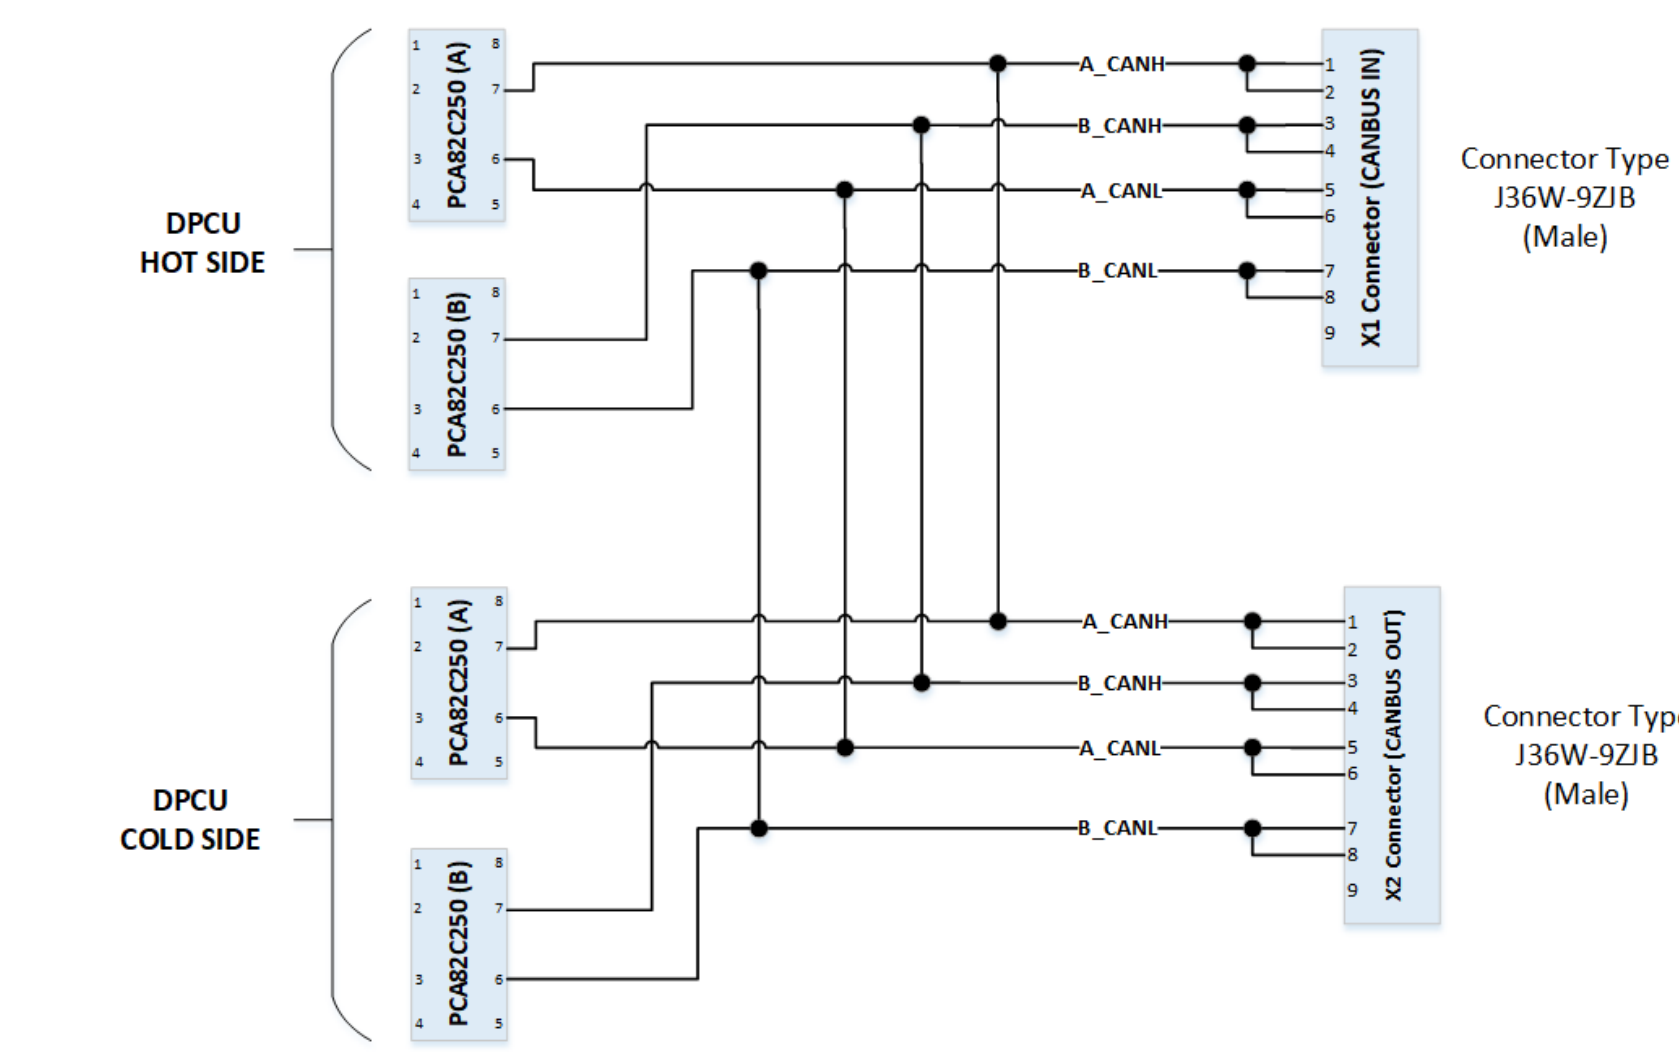 DPCU
HOT SIDE
PCA82C250 (A)
1
2
3
4
8
7
6
5
PCA82C250 (B)
1
2
3
4
8
7
6
5
A_CANH
B_CANH
A_CANL
B_CANL
1
2
3
4
5
6
7
8
9
X1 Connector (CANBUS IN)
Connector Type
J36W-9ZJB
(Male)
DPCU
COLD SIDE
PCA82C250 (A)
1
2
3
4
8
7
6
5
PCA82C250 (B)
1
2
3
4
8
7
6
5
A_CANH
B_CANH
A_CANL
B_CANL
1
2
3
4
5
6
7
8
9
X2 Connector (CANBUS OUT)
Connector Typ
J36W-9ZJB
(Male)